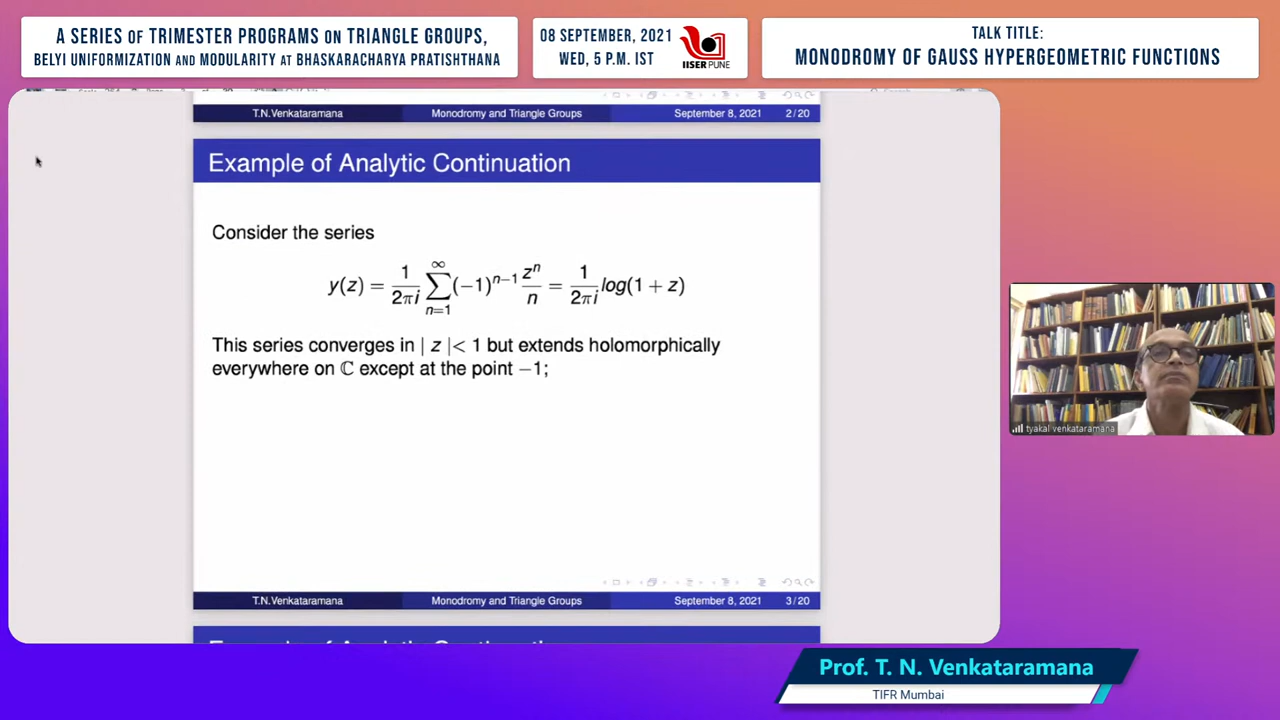 A SERIES OF TRIMESTER PROGRAMS ON TRIANGLE GROUPS,
BELYI UNIFORMIZATION AND MODULARITY AT BHASKARACHARYA PRATISHTHANA
08 SEPTEMBER, 2021
WED, 5 P.M. IST
IISER PUNE
TALK TITLE:
MONODROMY OF GAUSS HYPERGEOMETRIC FUNCTIONS
T.N.Venkataramana Monodromy and Triangle Groups September 8, 2021 2/20
Example of Analytic Continuation
Consider the series
y(z) = \frac{1}{2πi} \sum_{n=1}^{∞} (−1)^{n−1} \frac{z^n}{n} = \frac{1}{2πi} log(1 + z)
This series converges in | z |< 1 but extends holomorphically
everywhere on ℂ except at the point −1;
T.N.Venkataramana Monodromy and Triangle Groups September 8, 2021 3/20
tyakal venkataramana
Prof. T. N. Venkataramana
TIFR Mumbai